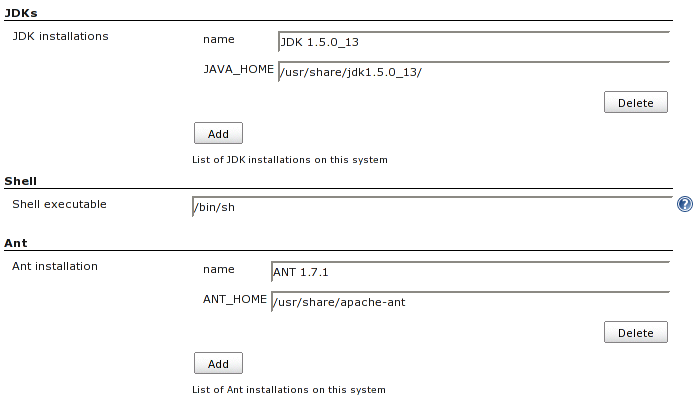 JDKs
JDK installations
name
JDK 1.5.0_13
JAVA_HOME
/usr/share/jdk1.5.0_13/
Delete
Add
List of JDK installations on this system
Shell
Shell executable
/bin/sh
?
Ant
Ant installation
name
ANT 1.7.1
ANT_HOME
/usr/share/apache-ant
Delete
Add
List of Ant installations on this system